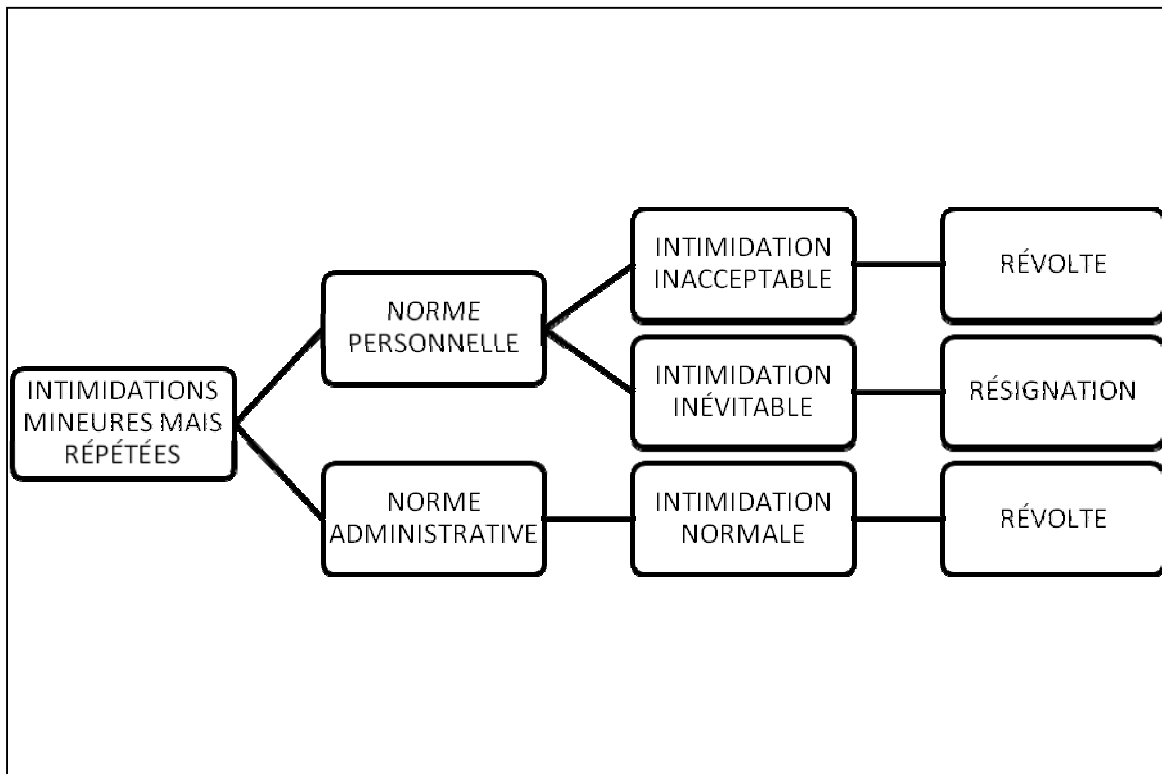 INTIMIDATIONS
MINEURES MAIS
RÉPÉTÉES
NORME
PERSONNELLE
INTIMIDATION
INACCEPTABLE
RÉVOLTE
INTIMIDATION
INÉVITABLE
RÉSIGNATION
NORME
ADMINISTRATIVE
INTIMIDATION
NORMALE
RÉVOLTE